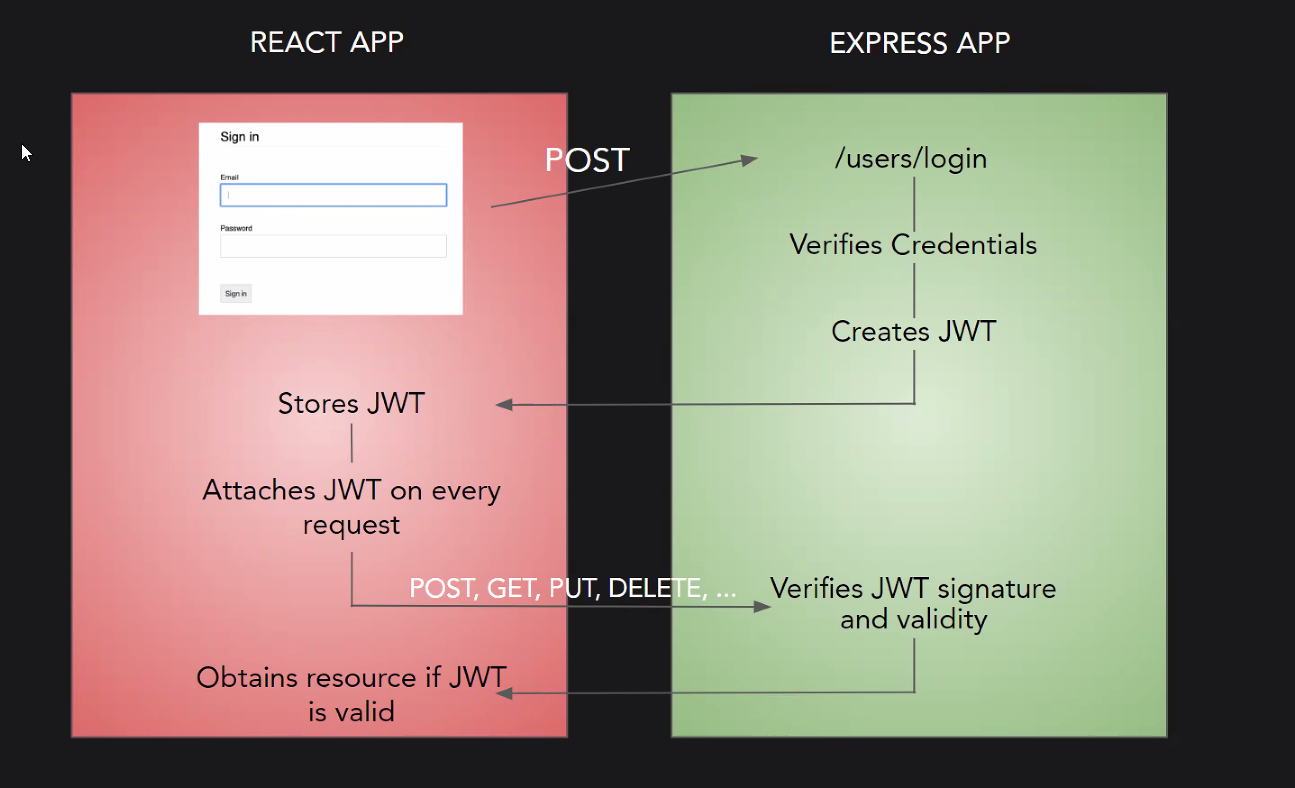 REACT APP
EXPRESS APP
Sign in
Email
Password
Sign in
POST
/users/login
Verifies Credentials
Creates JWT
Stores JWT
Attaches JWT on every
request
POST, GET, PUT, DELETE, ...
Verifies JWT signature
and validity
Obtains resource if JWT
is valid